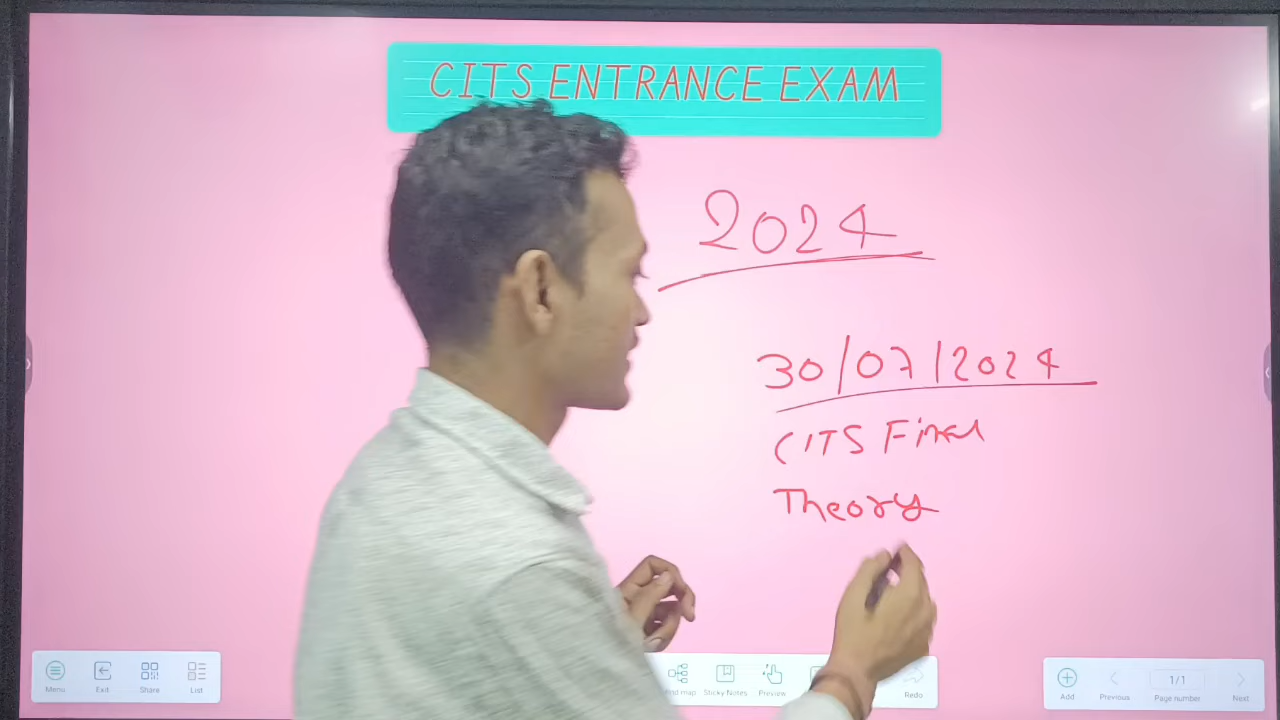 CITS ENTRANCE EXAM
2024
30/07/2024
CITS Final
Theory
Menu
Exit
Share
List
Sticky Notes
Preview
Redo
Add
Previous
1/1
Page number
Next